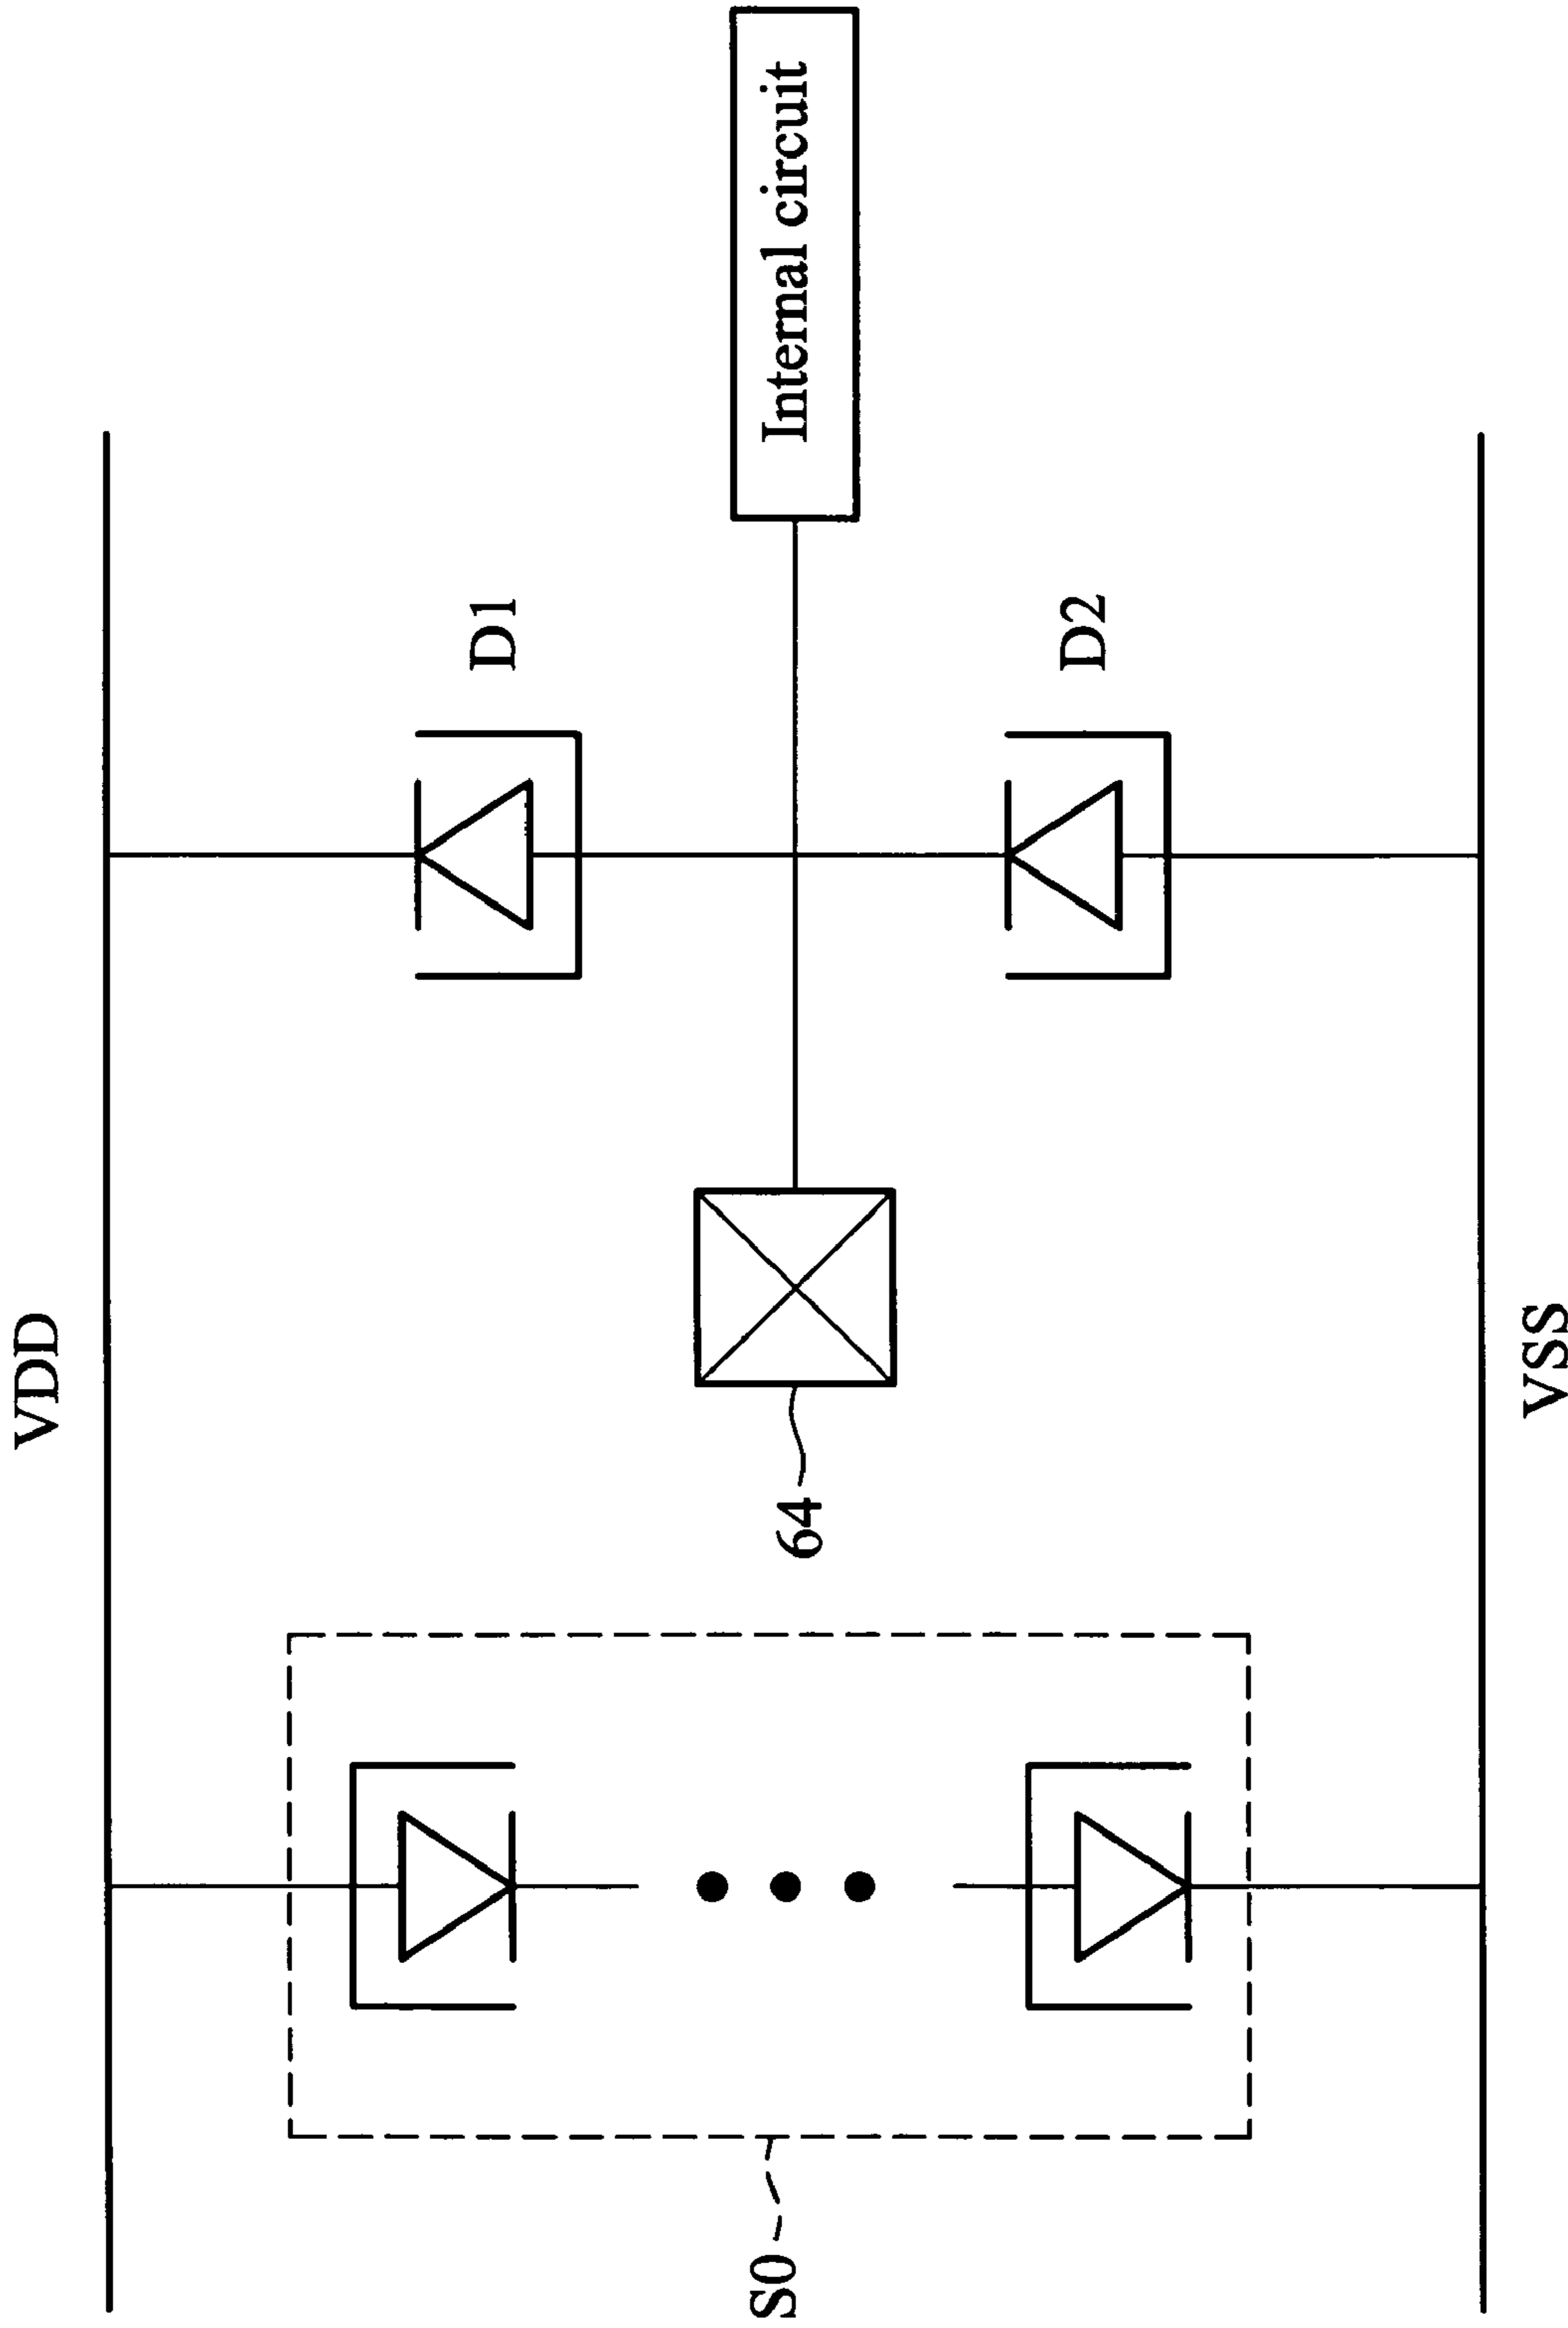 VDD
S0
64
D1
D2
Internal circuit
VSS